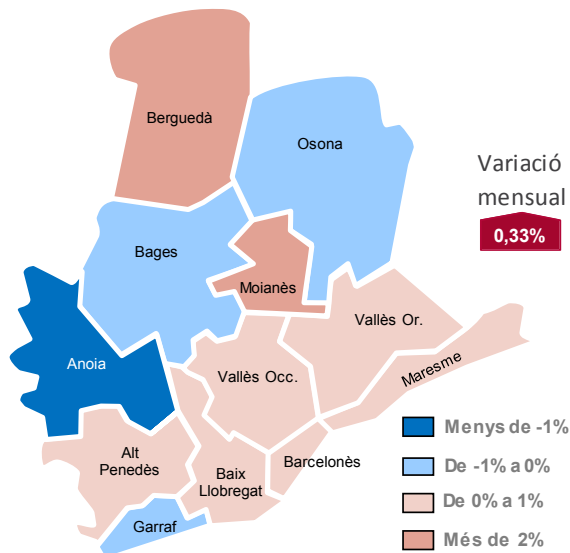 Berguedà
Osona
Variació
mensual
0,33%
Bages
Moianès
Vallès Or.
Anoia
Vallès Occ.
Maresme
Menys de -1%
Alt
Penedès
Baix
Llobregat
Barcelonès
De -1% a 0%
De 0% a 1%
Garraf
Més de 2%